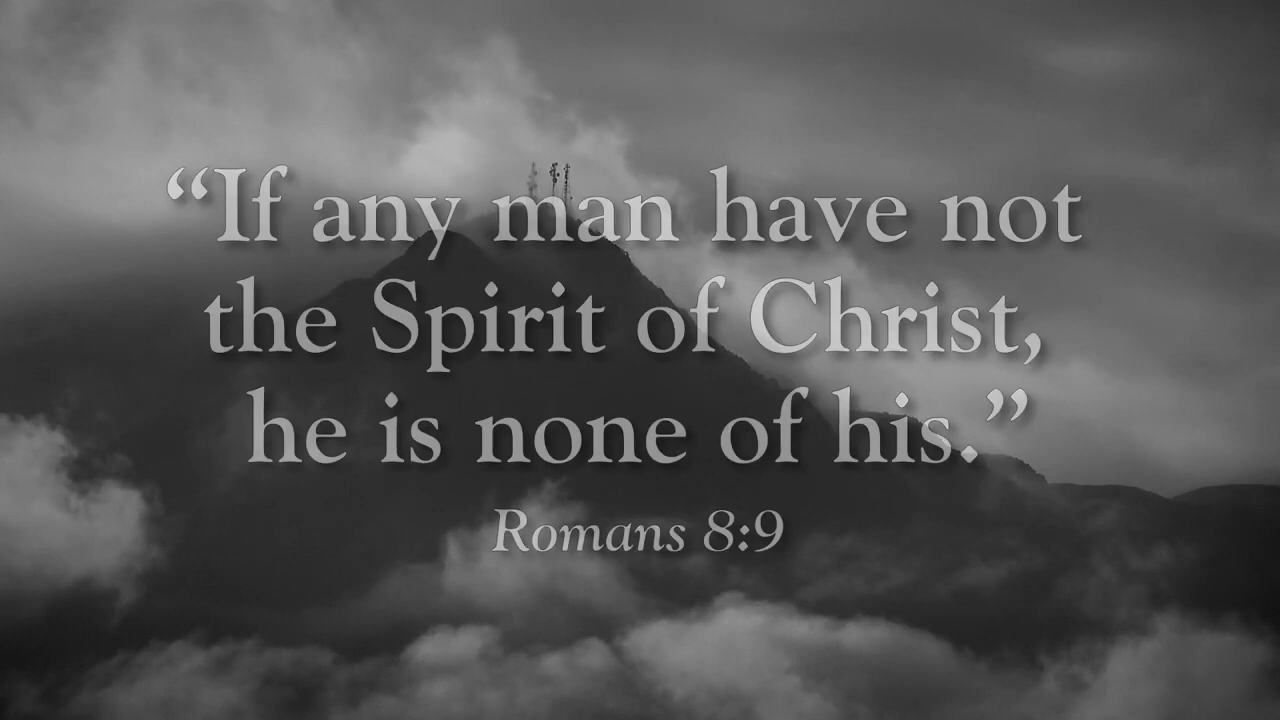 “If any man have not
the Spirit of Christ,
he is none of his.”
Romans 8:9